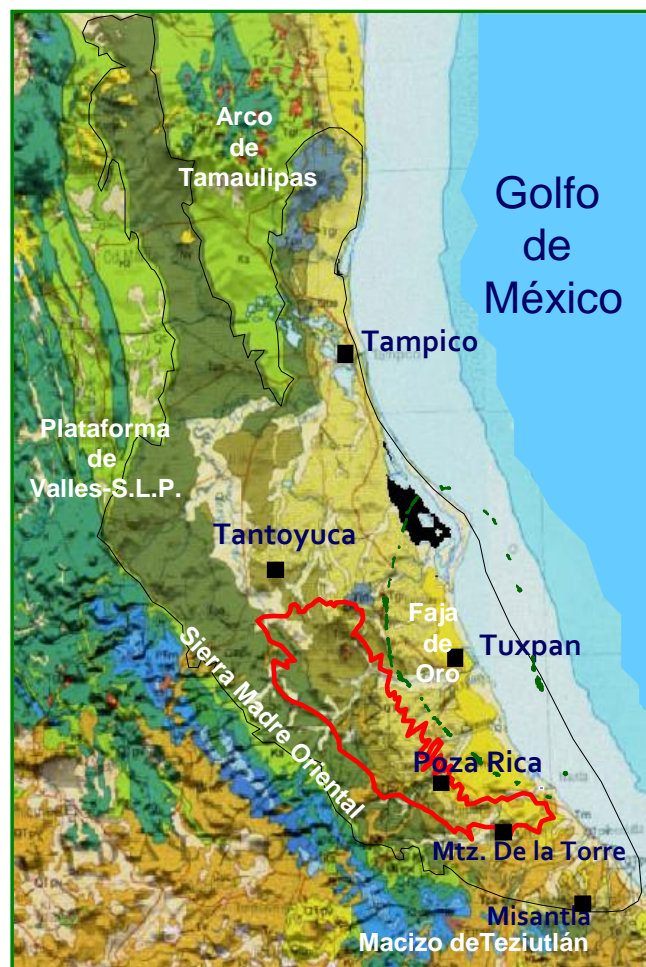 Arco
de
Tamaulipas
Golfo
de
México
Tampico
Plataforma
de
Valles-S.L.P.
Tantoyuca
Faja
de
Oro
Tuxpan
Sierra Madre Oriental
Poza Rica
Mtz. De la Torre
Misantla
Macizo deTeziutlán